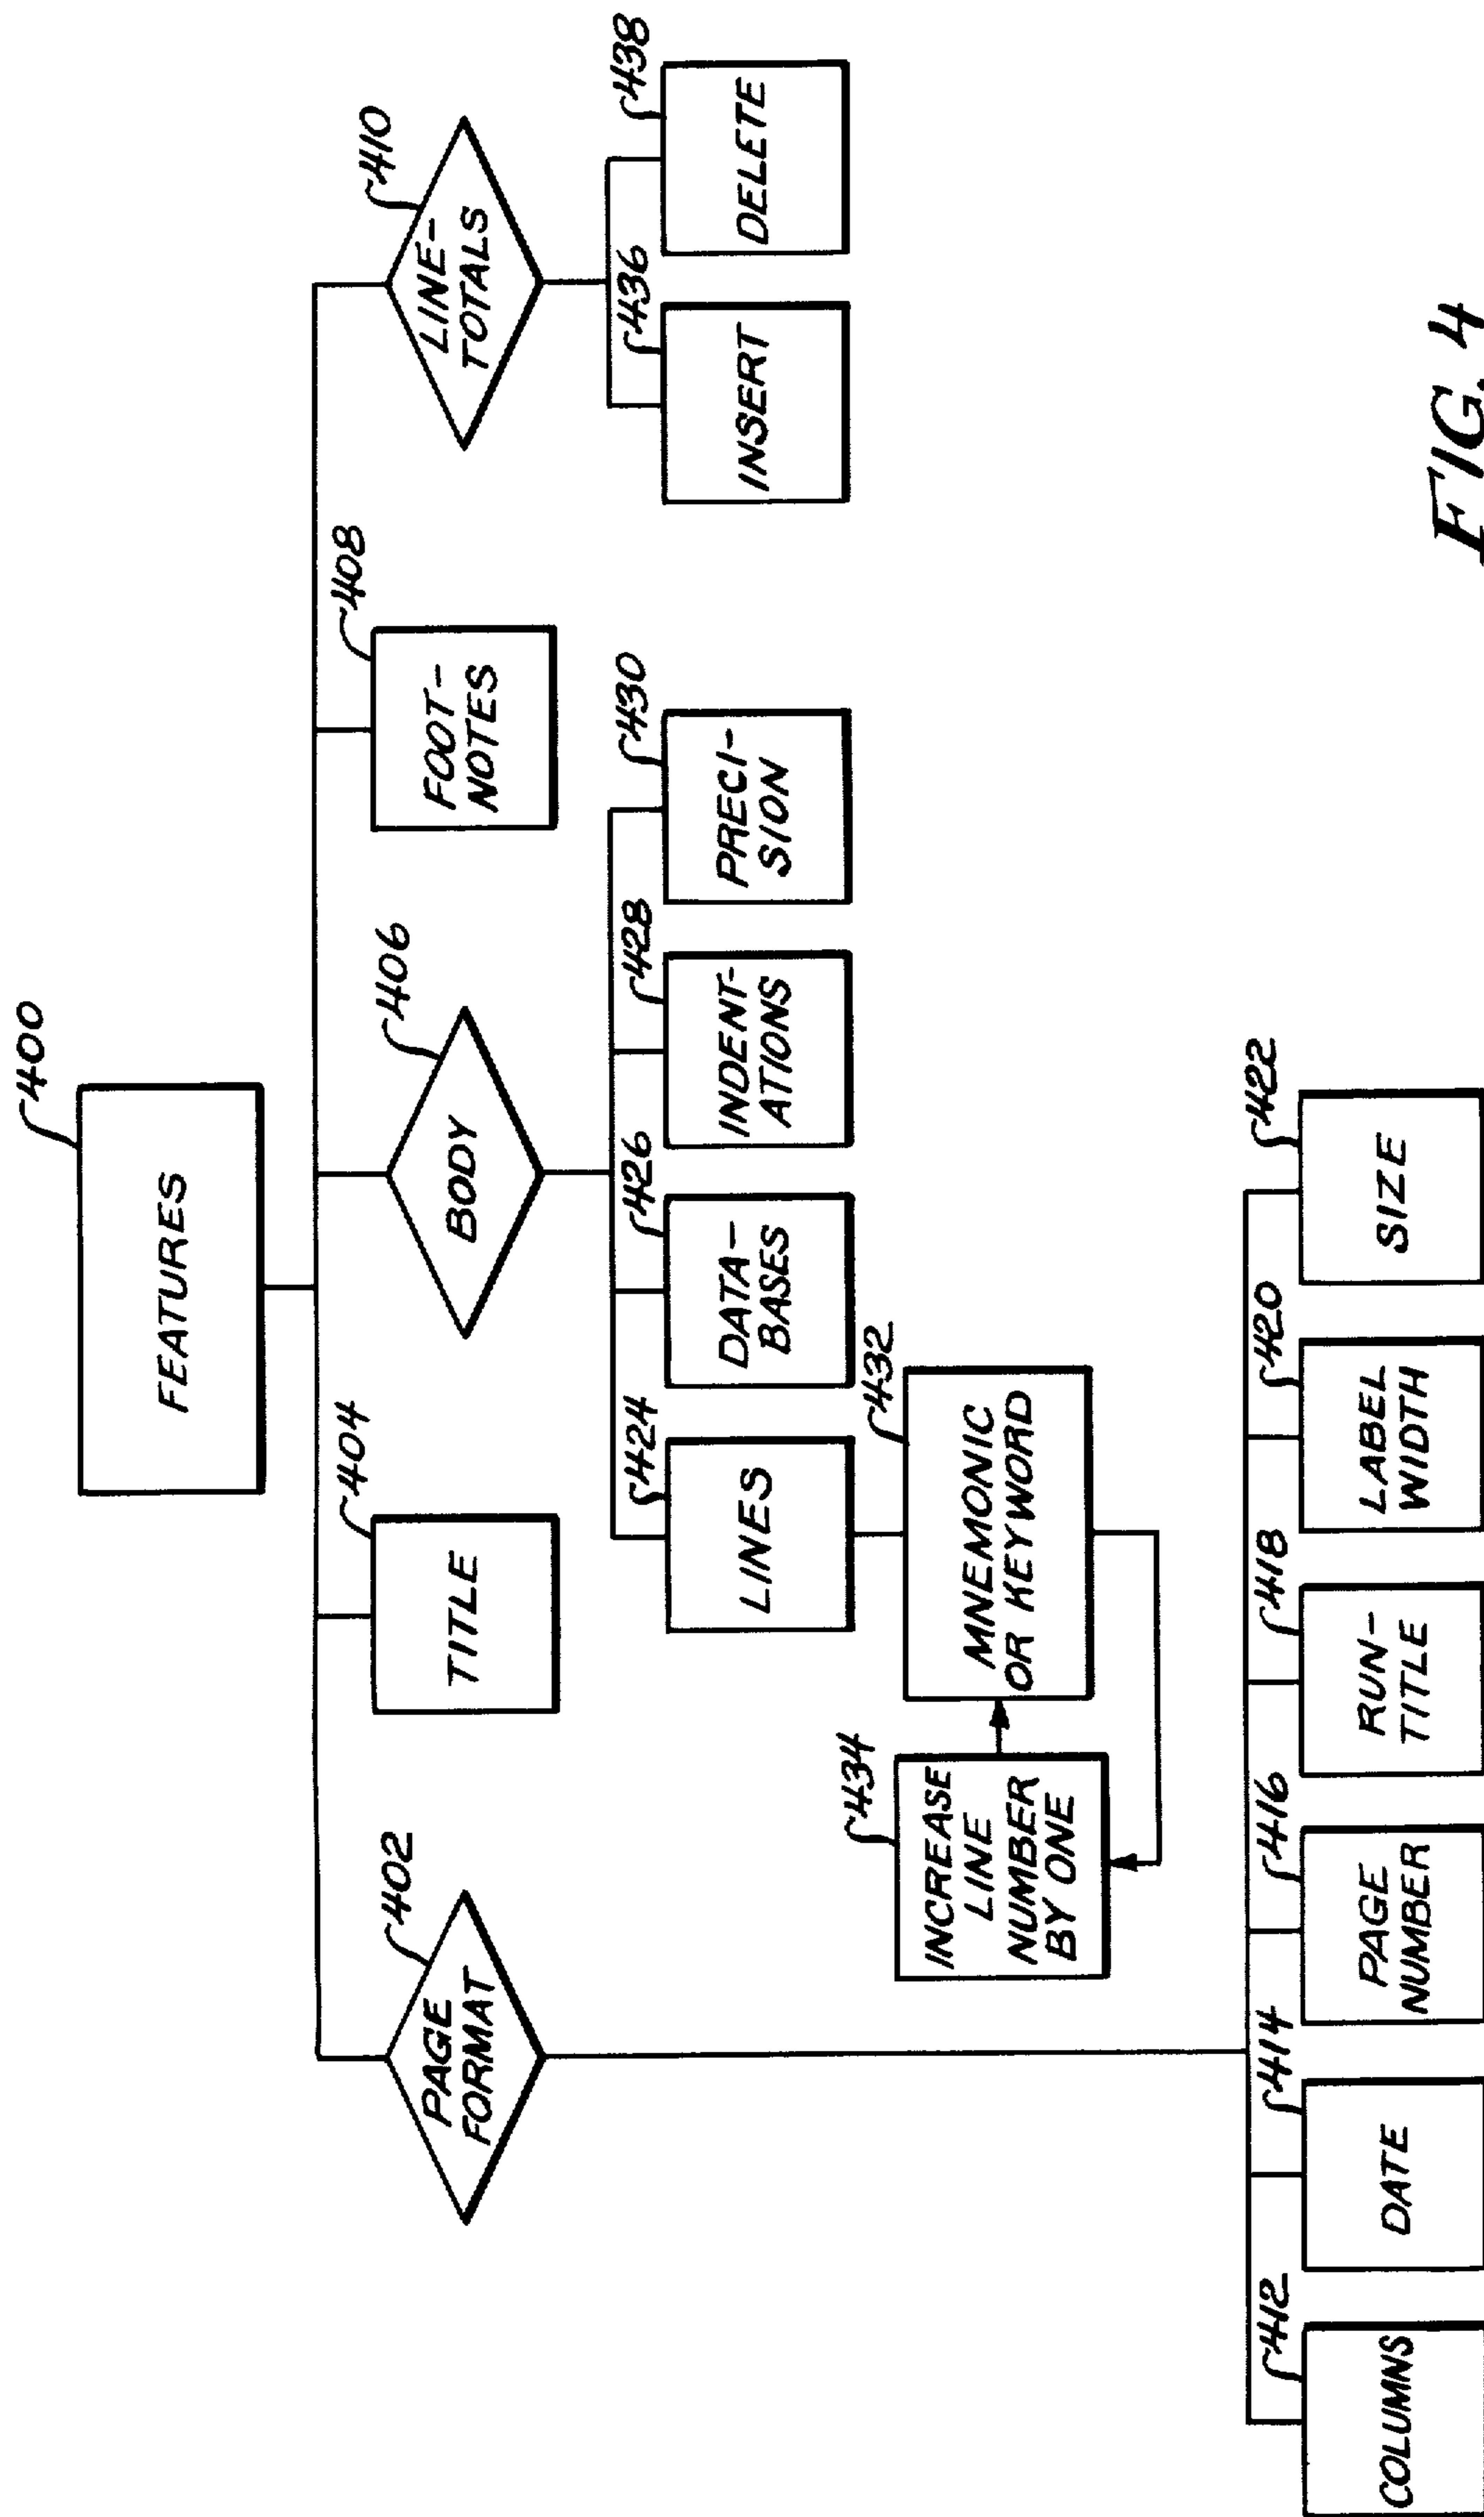 400
FEATURES
402
PAGE
FORMAT
404
TITLE
406
BODY
408
FOOT-
NOTES
410
LINE-
TOTALS
424
LINES
426
DATA-
BASES
428
INDENT-
ATIONS
430
PRECI-
SION
436
INSERT
438
DELETE
434
INCREASE
LINE
NUMBER
BY ONE
432
MNEMONIC
OR KEYWORD
412
COLUMNS
414
DATE
416
PAGE
NUMBER
418
RUN-
TITLE
420
LABEL
WIDTH
422
SIZE
FIG. 4